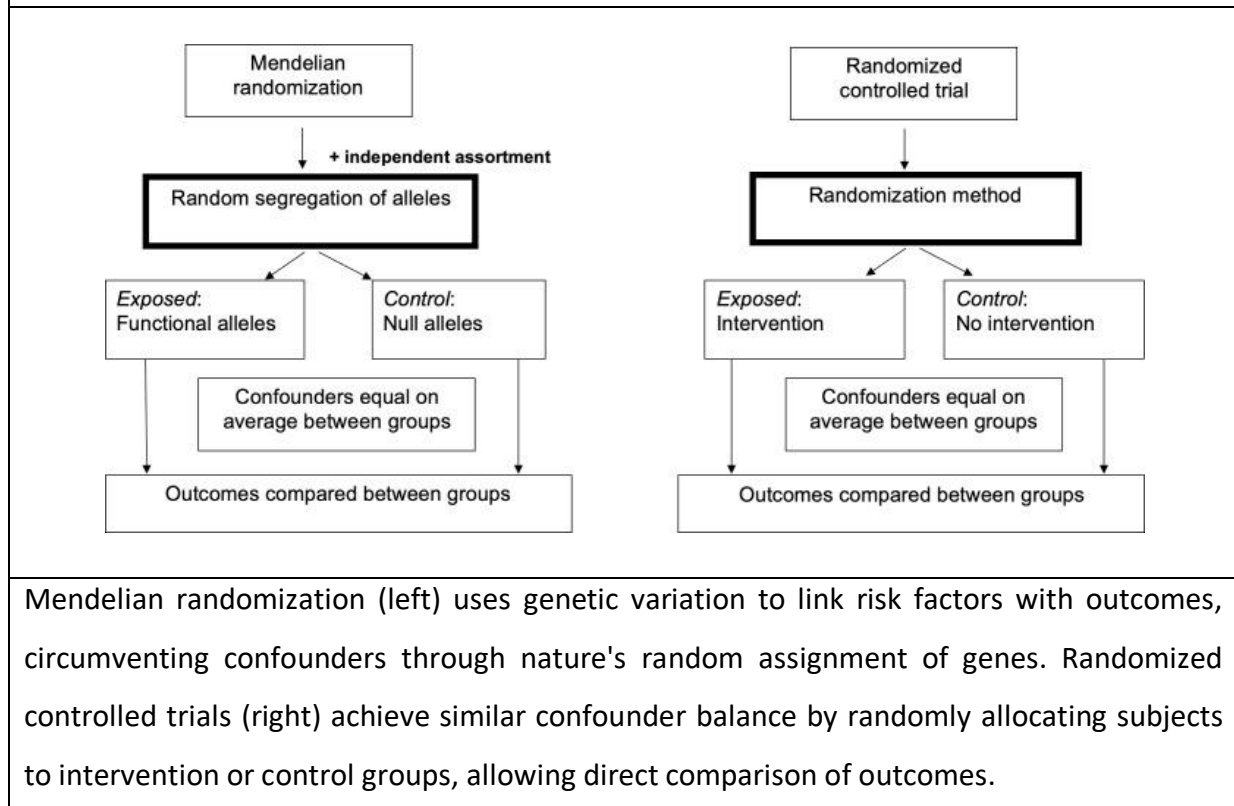 Mendelian
randomization
+ independent assortment
Random segregation of alleles
Exposed:
Functional alleles
Control:
Null alleles
Confounders equal on
average between groups
Outcomes compared between groups
Randomized
controlled trial
Randomization method
Exposed:
Intervention
Control:
No intervention
Confounders equal on
average between groups
Outcomes compared between groups
Mendelian randomization (left) uses genetic variation to link risk factors with outcomes,
circumventing confounders through nature's random assignment of genes. Randomized
controlled trials (right) achieve similar confounder balance by randomly allocating subjects
to intervention or control groups, allowing direct comparison of outcomes.